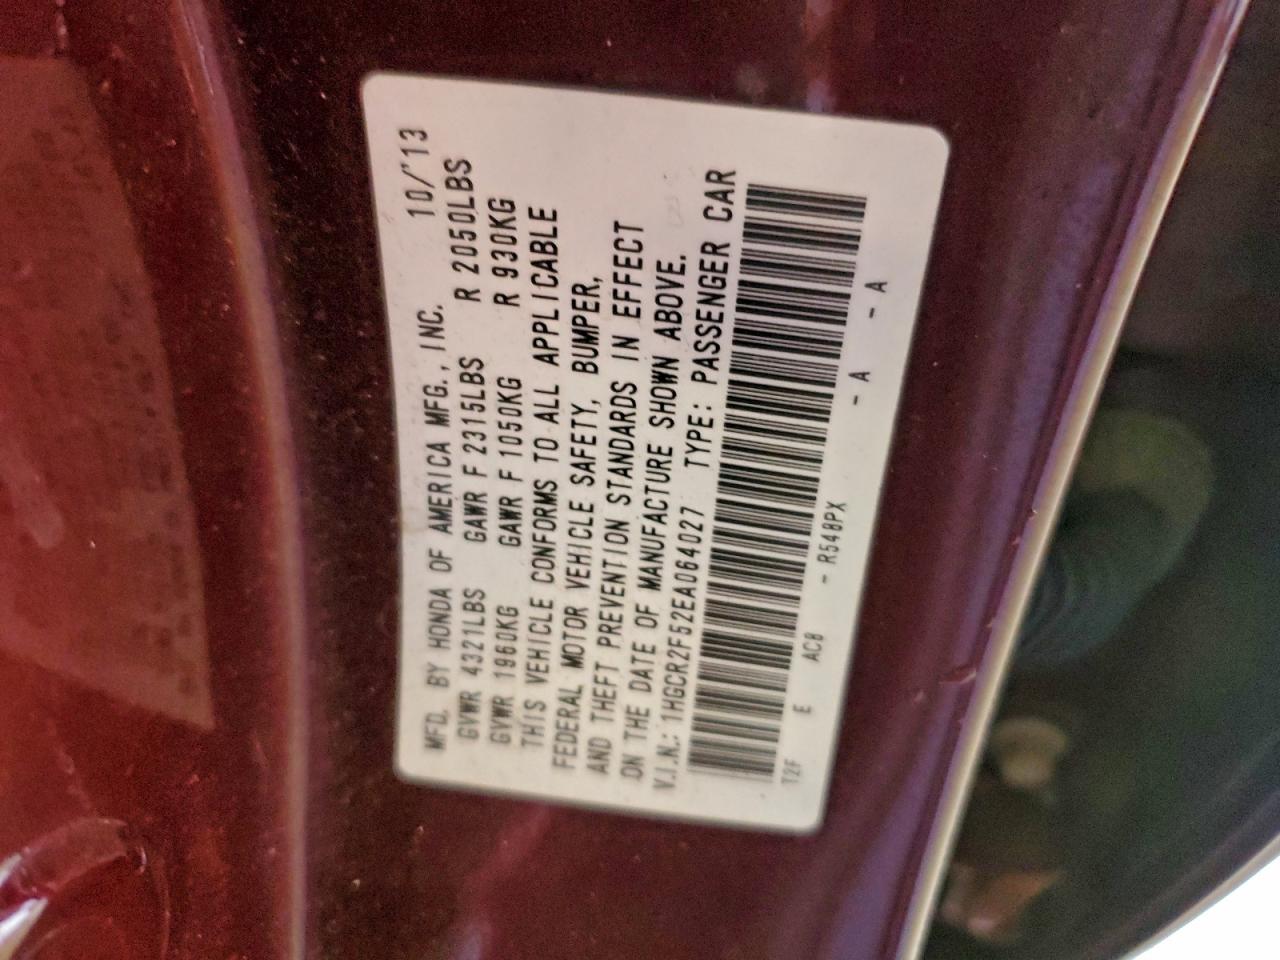 MFD. BY HONDA OF AMERICA MFG., INC. 10/'13
GVWR 4321LBS GAWR F 2315LBS R 2050LBS
GVWR 1960KG GAWR F 1050KG R 930KG
THIS VEHICLE CONFORMS TO ALL APPLICABLE
FEDERAL MOTOR VEHICLE SAFETY, BUMPER,
AND THEFT PREVENTION STANDARDS IN EFFECT
ON THE DATE OF MANUFACTURE SHOWN ABOVE.
V.I.N.: 1HGCR2F52EA064027 TYPE: PASSENGER CAR
T2F E AC8 - R548PX - A - A